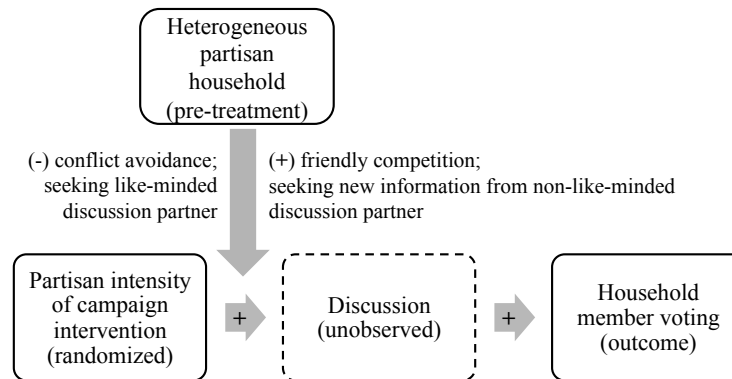 Heterogeneous
partisan
household
(pre-treatment)
(-) conflict avoidance;
seeking like-minded
discussion partner
(+) friendly competition;
seeking new information from non-like-minded
discussion partner
Partisan intensity
of campaign
intervention
(randomized)
+
Discussion
(unobserved)
+
Household
member voting
(outcome)